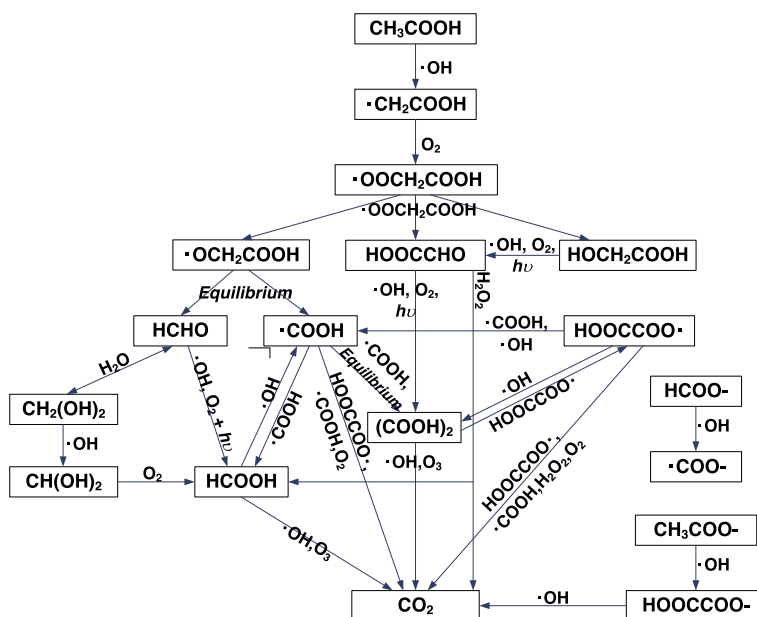 CH₃COOH
·OH
·CH₂COOH
O₂
·OOCH₂COOH
·OOCH₂COOH
·OCH₂COOH
HOOCCHO
·OH, O₂,
hυ
HOCH₂COOH
Equilibrium
·OH, O₂,
hυ
H₂O₂
HCHO
·COOH
·COOH,
·OH
HOOCCOO·
H₂O
·OH, O₂ + hυ
·OH
·COOH
HOOCCOO·,
·COOH,O₂
Equilibrium
·COOH,
·OH
HOOCCOO·
CH₂(OH)₂
(COOH)₂
HCOO-
·OH
·OH
CH(OH)₂
O₂
HCOOH
·OH,O₃
HOOCCOO·,
·COOH,H₂O₂,O₂
·COO-
·OH,O₃
CH₃COO-
·OH
CO₂
·OH
HOOCCOO-